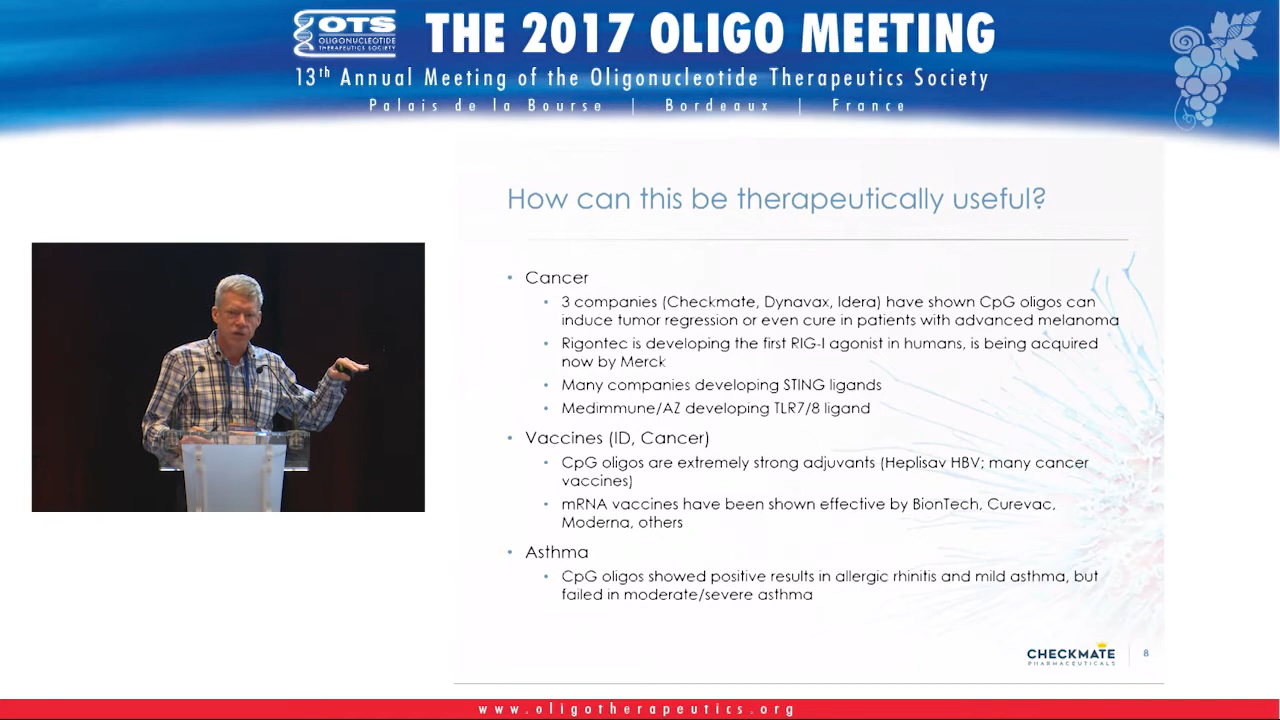 OTS
OLIGONUCLEOTIDE
THERAPEUTICS SOCIETY
THE 2017 OLIGO MEETING
13th Annual Meeting of the Oligonucleotide Therapeutics Society
Palais de la Bourse | Bordeaux | France
How can this be therapeutically useful?
• Cancer
• 3 companies (Checkmate, Dynavax, Idera) have shown CpG oligos can
induce tumor regression or even cure in patients with advanced melanoma
• Rigontec is developing the first RIG-I agonist in humans, is being acquired
now by Merck
• Many companies developing STING ligands
• Medimmune/AZ developing TLR7/8 ligand
• Vaccines (ID, Cancer)
• CpG oligos are extremely strong adjuvants (Heplisav HBV; many cancer
vaccines)
• mRNA vaccines have been shown effective by BionTech, Curevac,
Moderna, others
• Asthma
• CpG oligos showed positive results in allergic rhinitis and mild asthma, but
failed in moderate/severe asthma
CHECKMATE
PHARMACEUTICALS
8
www.oligotherapeutics.org